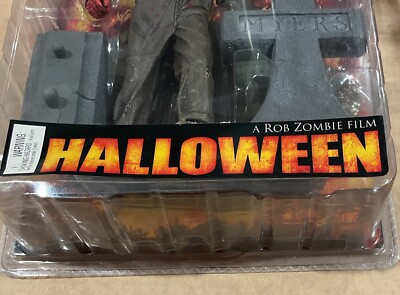 MYERS
A ROB ZOMBIE FILM
WARNING:
HALLOWEEN